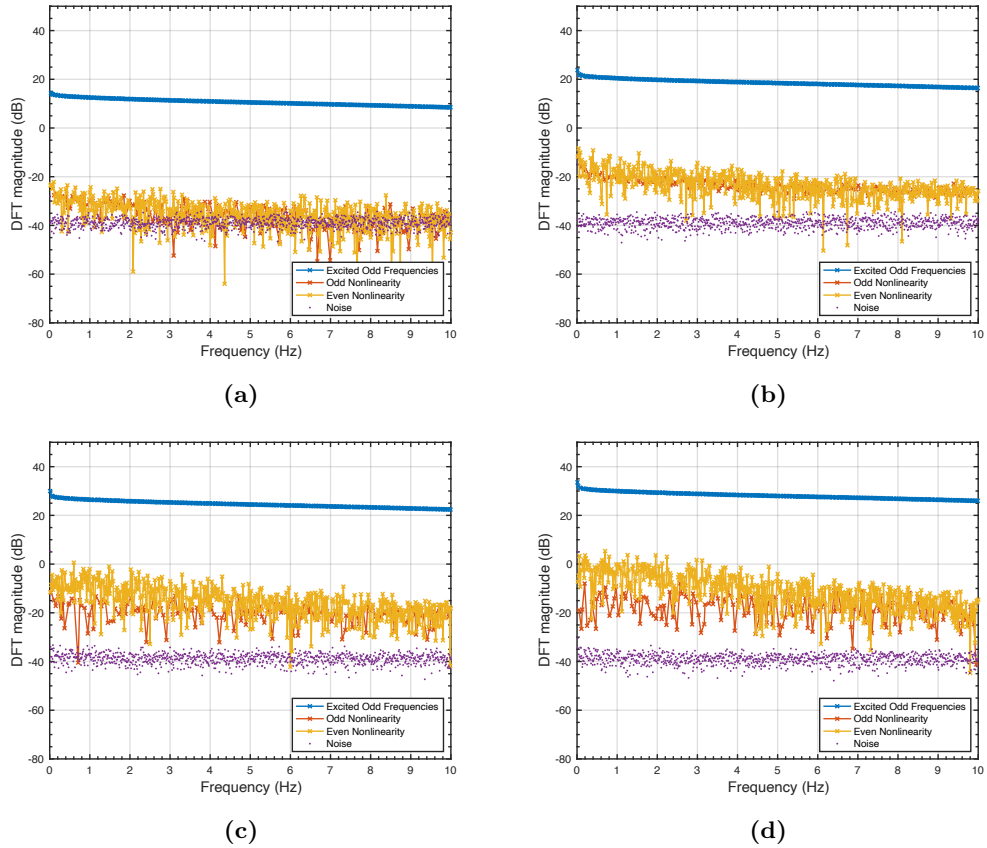 40
20
0
-20
-40
-60
-80
DFT magnitude (dB)
Excited Odd Frequencies
Odd Nonlinearity
Even Nonlinearity
Noise
0 1 2 3 4 5 6 7 8 9 10
Frequency (Hz)
(a)
40
20
0
-20
-40
-60
-80
DFT magnitude (dB)
Excited Odd Frequencies
Odd Nonlinearity
Even Nonlinearity
Noise
0 1 2 3 4 5 6 7 8 9 10
Frequency (Hz)
(b)
40
20
0
-20
-40
-60
-80
DFT magnitude (dB)
Excited Odd Frequencies
Odd Nonlinearity
Even Nonlinearity
Noise
0 1 2 3 4 5 6 7 8 9 10
Frequency (Hz)
(c)
40
20
0
-20
-40
-60
-80
DFT magnitude (dB)
Excited Odd Frequencies
Odd Nonlinearity
Even Nonlinearity
Noise
0 1 2 3 4 5 6 7 8 9 10
Frequency (Hz)
(d)